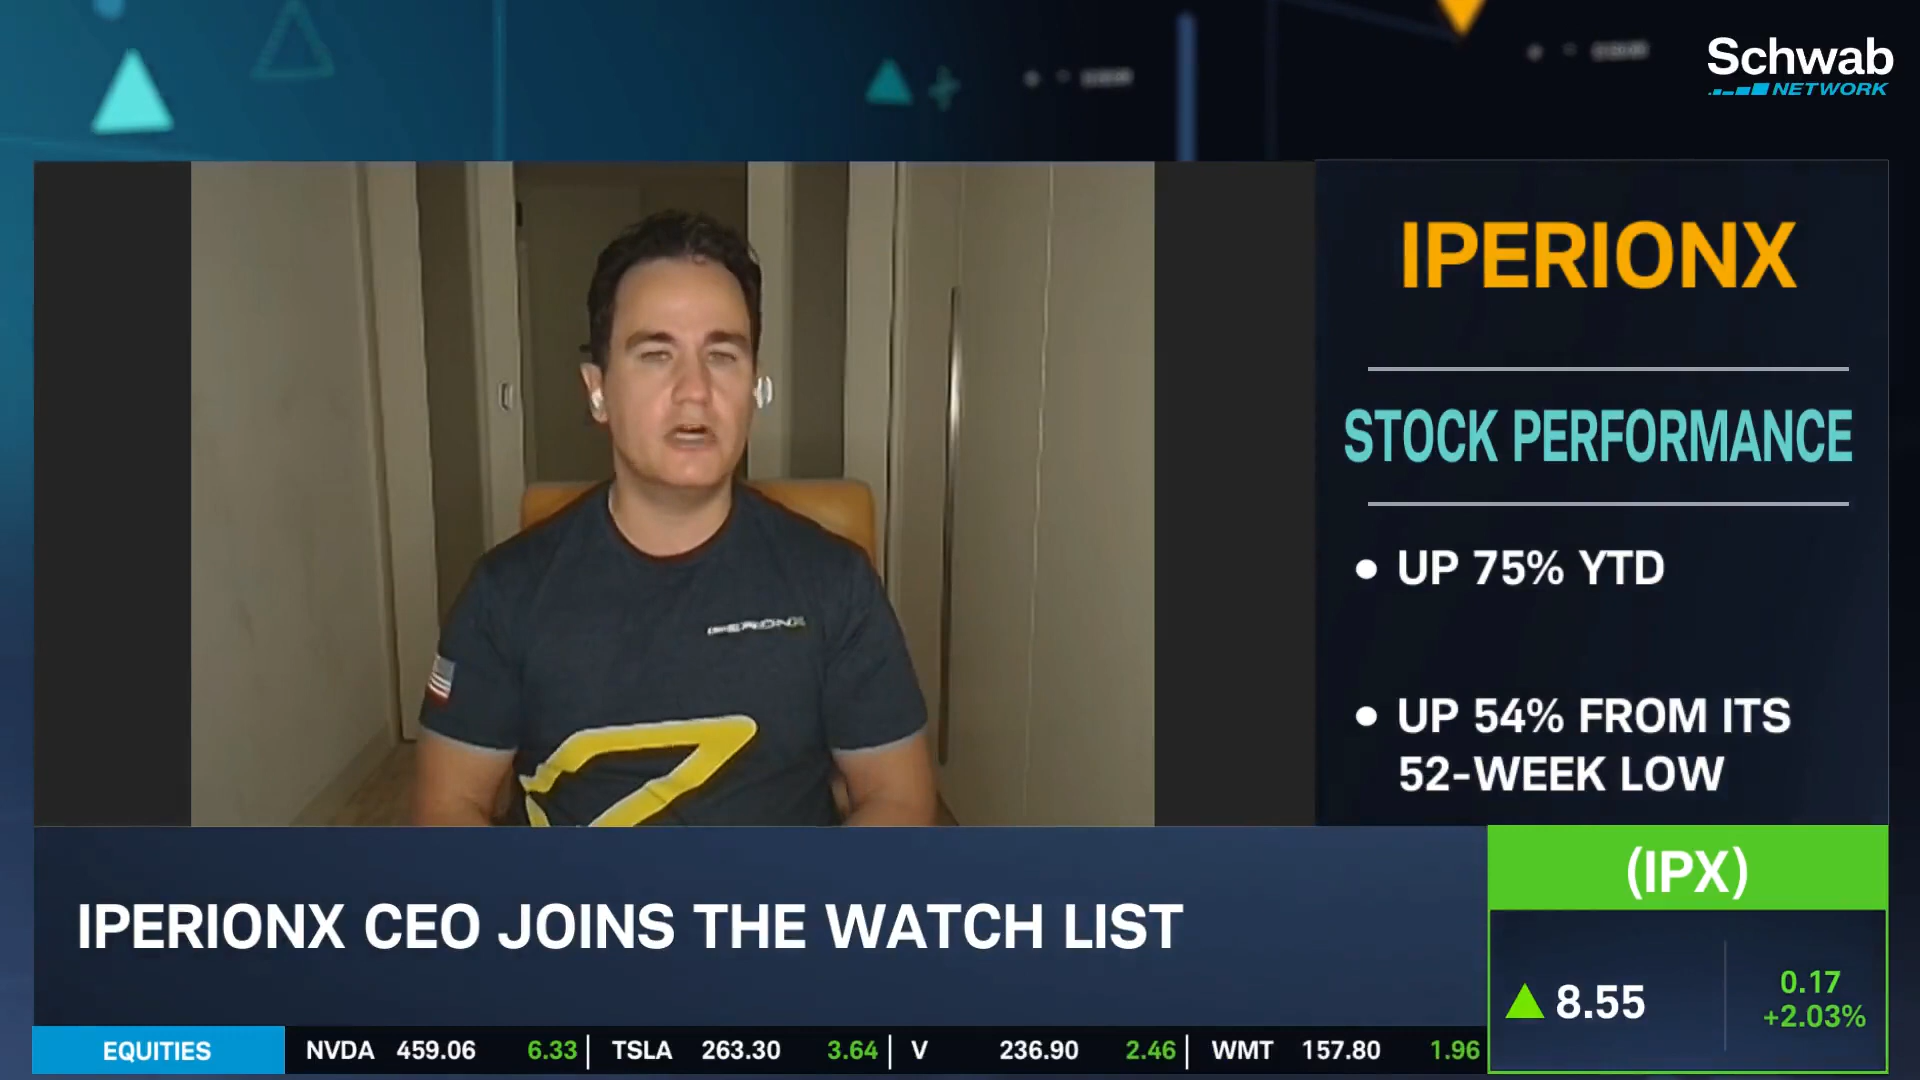 Schwab
NETWORK
IPERIONX
STOCK PERFORMANCE
• UP 75% YTD
• UP 54% FROM ITS
52-WEEK LOW
IPERIONX
IPERIONX CEO JOINS THE WATCH LIST
(IPX)
▲ 8.55
0.17
+2.03%
EQUITIES NVDA 459.06 6.33 | TSLA 263.30 3.64 | V 236.90 2.46 | WMT 157.80 1.96